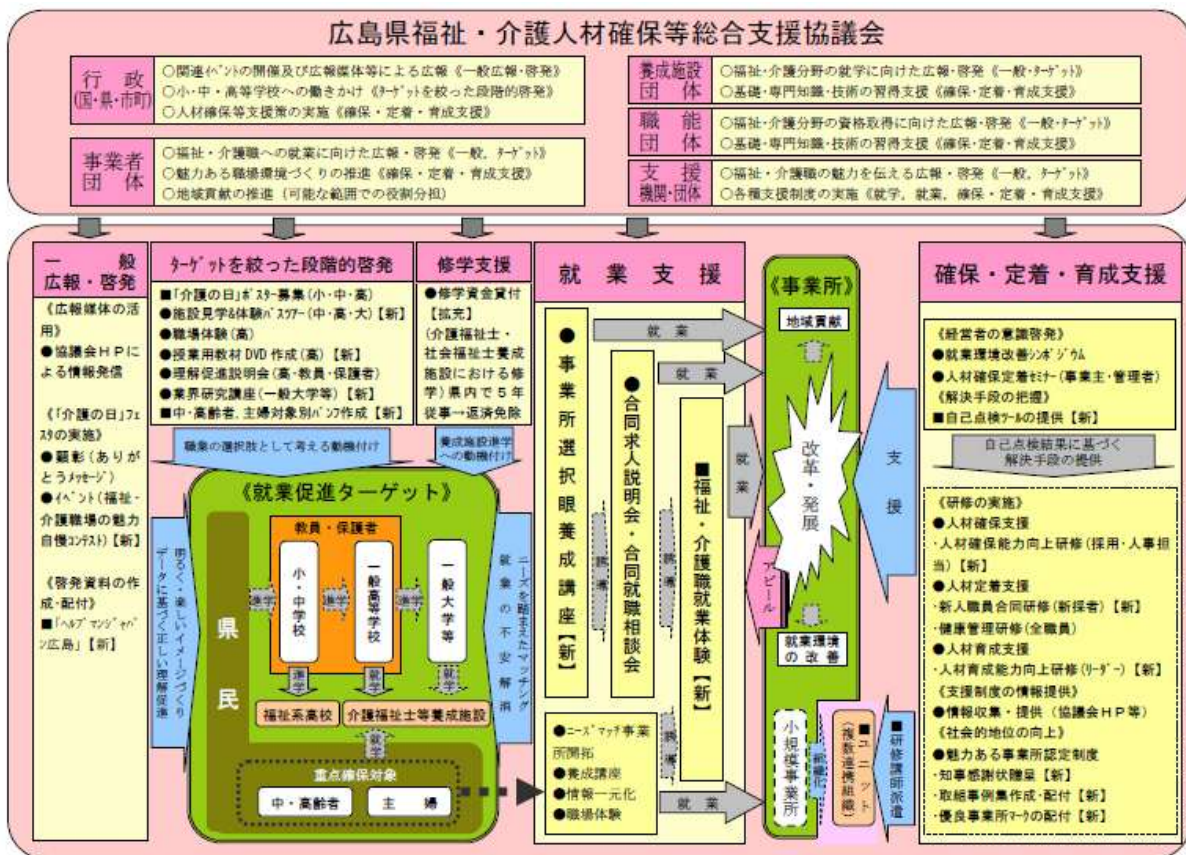 広島県福祉・介護人材確保等総合支援協議会
行 政
(国・県・市町)
○関連イベントの開催及び広報媒体等による広報《一般広報・啓発》
○小・中・高等学校への働きかけ《ターゲットを絞った段階的啓発》
○人材確保等支援策の実施《確保・定着・育成支援》
事業者
団 体
○福祉・介護職への就業に向けた広報・啓発《一般、ターゲット》
○魅力ある職場環境づくりの推進《確保・定着・育成支援》
○地域貢献の推進（可能な範囲での役割分担）
養成施設
団 体
○福祉・介護分野の就学に向けた広報・啓発《一般・ターゲット》
○基礎・専門知識・技術の習得支援《確保・定着・育成支援》
職 能
団 体
○福祉・介護分野の資格取得に向けた広報・啓発《一般・ターゲット》
○基礎・専門知識・技術の習得支援《確保・定着・育成支援》
支 援
機関・団体
○福祉・介護職の魅力を伝える広報・啓発《一般、ターゲット》
○各種支援制度の実施《就学，就業，確保・定着・育成支援》
一 般
広報・啓発
《広報媒体の活
用》
●協議会ＨＰに
よる情報発信
《「介護の日」フェ
スタの実施》
●顕彰（ありが
とうメッセージ）
●イベント（福祉・
介護職場の魅力
自慢コンテスト）【新】
《啓発資料の作
成・配付》
■「ヘルプマンジャパ
ン広島」【新】
ターゲットを絞った段階的啓発
■「介護の日」ポスター募集（小・中・高）
●施設見学&体験バスツアー（中・高・大）【新】
●職場体験（高）
●授業用教材DVD作成（高）【新】
●理解促進説明会（高・教員・保護者）
●業界研究講座（一般大学等）【新】
■中・高齢者、主婦対象別パンフ作成【新】
職業の選択肢として考える動機付け
修学支援
●修学資金貸付
【拡充】
（介護福祉士・
社会福祉士養成
施設における修
学）県内で５年
従事→返済免除
養成施設進学
への動機付け
《就業促進ターゲット》
教員・保護者
小・中学校
進学
一般高等学校
進学
一般大学等
進学
進学
就学
就学
福祉系高校
介護福祉士等養成施設
就学
県民
重点確保対象
中・高齢者
主 婦
明るく・楽しいイメージづくり
データに基づく正しい理解促進
ニーズを踏まえたマッチング
就業の不安解消
就 業 支 援
●事業所選択眼養成講座【新】
就 業
●合同求人説明会・合同就職相談会
就 業
■福祉・介護職就業体験【新】
就 業
誘導
誘導
誘導
●ニーズマッチ事業
所開拓
●養成講座
●情報一元化
●職場体験
就 業
《事業所》
地域貢献
改革・発展
アピール
就業環境
の改善
小規模事業所
組織化
■ユニット
（複数連携組織）
■研修講師派遣
支 援
確保・定着・育成支援
《経営者の意識啓発》
●就業環境改善シンポジウム
●人材確保定着セミナー（事業主・管理者）
《解決手段の把握》
■自己点検ツールの提供【新】
自己点検結果に基づく
解決手段の提供
《研修の実施》
●人材確保支援
・人材確保能力向上研修（採用・人事担
当）【新】
●人材定着支援
・新人職員合同研修（新採者）【新】
・健康管理研修（全職員）
●人材育成支援
・人材育成能力向上研修（リーダー）【新】
《支援制度の情報提供》
●情報収集・提供（協議会ＨＰ等）
《社会的地位の向上》
●魅力ある事業所認定制度
・知事感謝状贈呈【新】
・取組事例集作成・配付【新】
・優良事業所マークの配付【新】